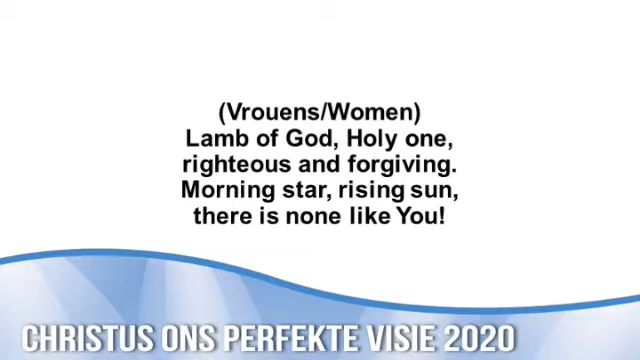 (Vrouens/Women)
Lamb of God, Holy one,
righteous and forgiving.
Morning star, rising sun,
there is none like You!
CHRISTUS ONS PERFEKTE VISIE 2020